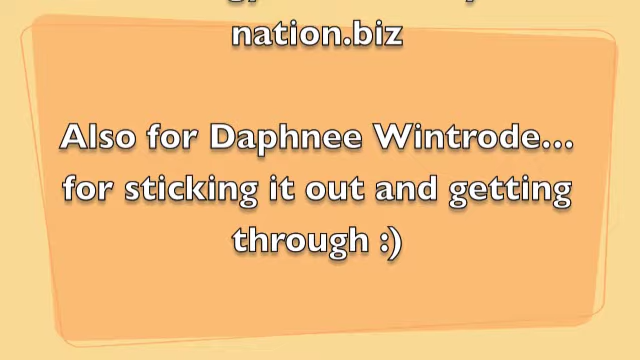 nation.biz
Also for Daphnee Wintrode...
for sticking it out and getting
through :)